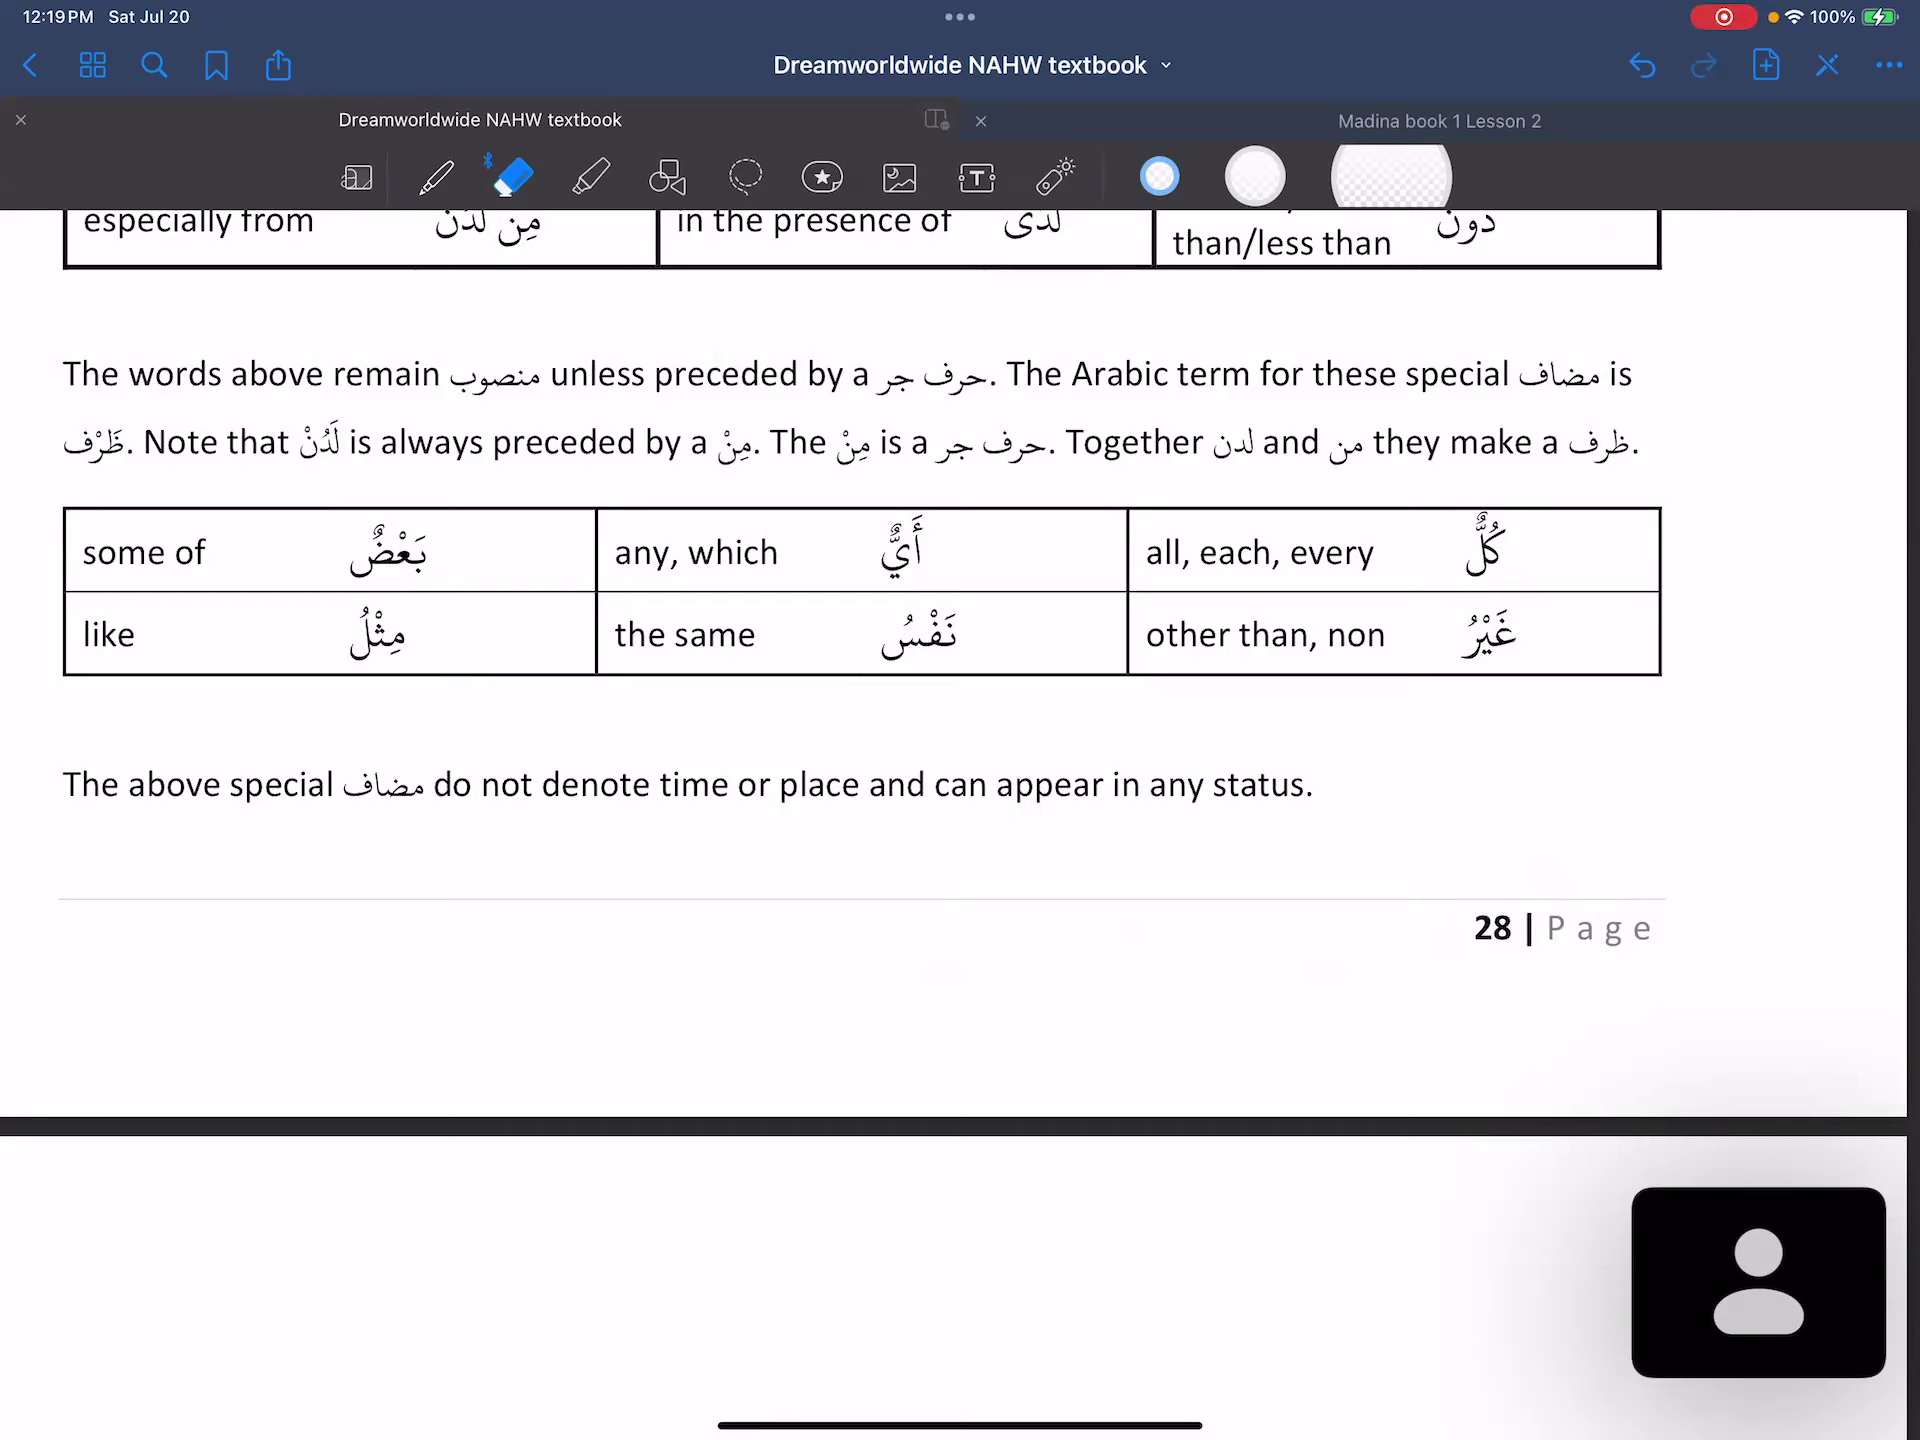 12:19 PM Sat Jul 20
100%
Dreamworldwide NAHW textbook
Dreamworldwide NAHW textbook
Madina book 1 Lesson 2
especially from مِن لَدُن in the presence of لَدَى دون
than/less than
The words above remain منصوب unless preceded by a حرف جر. The Arabic term for these special مضاف is
ظَرْف. Note that لَدُنْ is always preceded by a مِنْ. The مِنْ is a حرف جر. Together لدن and من they make a ظرف.
some of بَعْضٌ any, which أَيٌّ all, each, every كُلٌّ
like مِثْلُ the same نَفْسُ other than, non غَيْرُ
The above special مضاف do not denote time or place and can appear in any status.
28 | Page